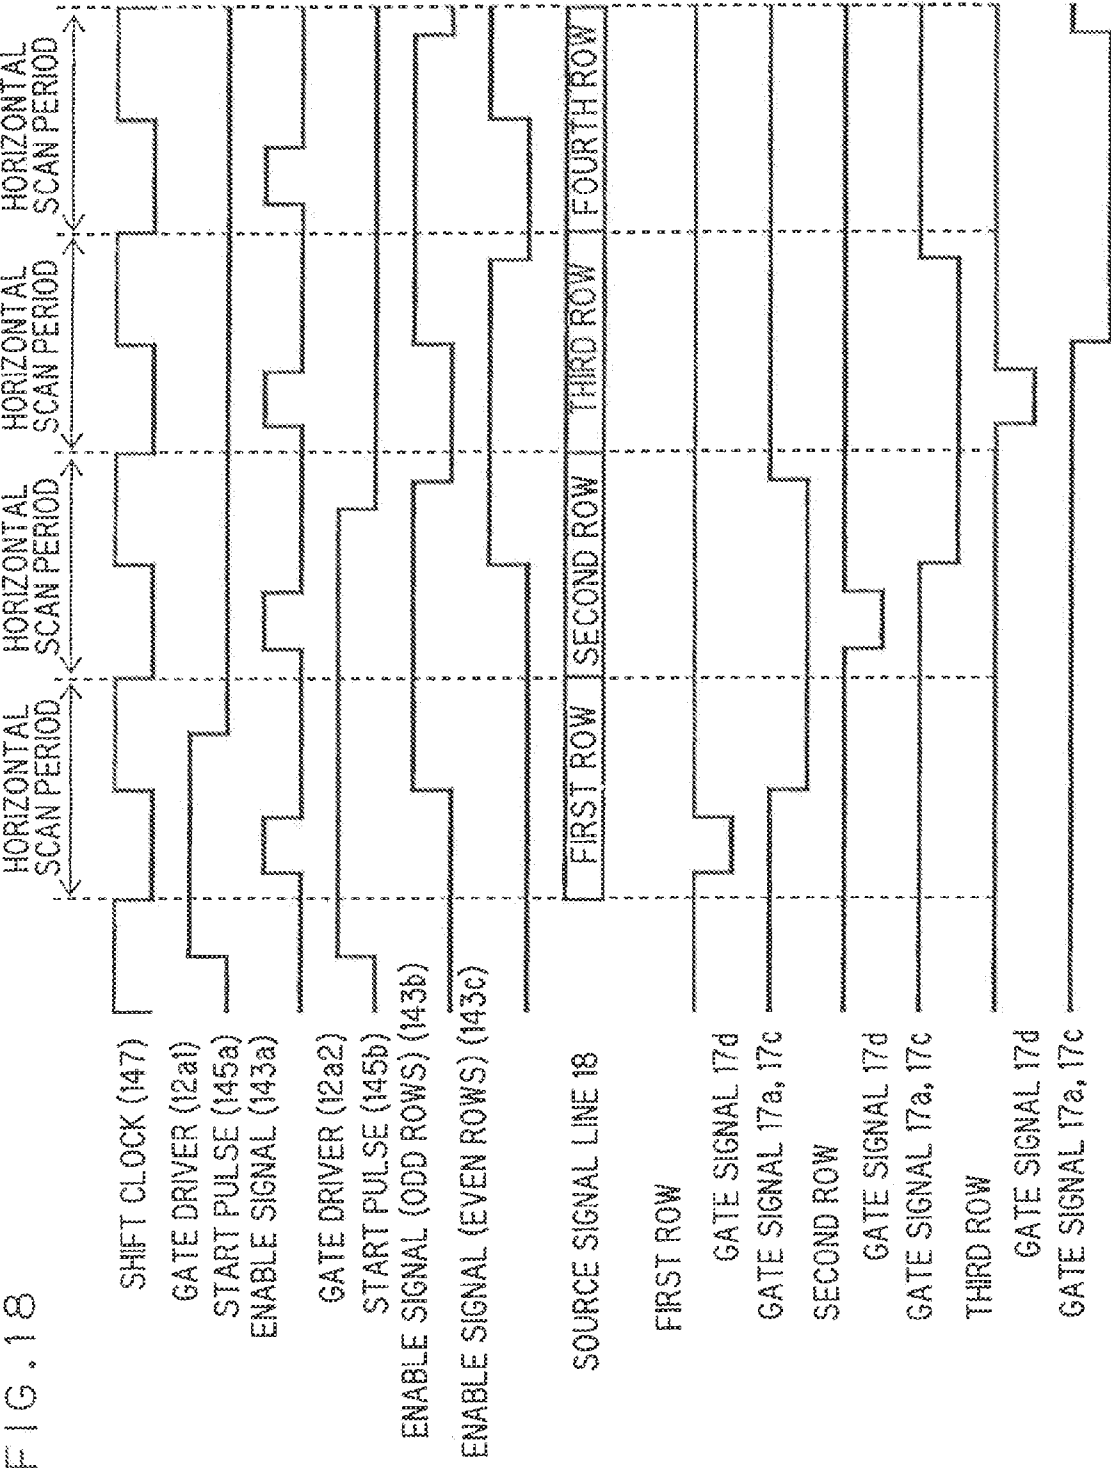 FIG.18
HORIZONTAL
SCAN PERIOD
HORIZONTAL
SCAN PERIOD
HORIZONTAL
SCAN PERIOD
HORIZONTAL
SCAN PERIOD
SHIFT CLOCK (147)
GATE DRIVER (12a1)
START PULSE (145a)
ENABLE SIGNAL (143a)
GATE DRIVER (12a2)
START PULSE (145b)
ENABLE SIGNAL (ODD ROWS) (143b)
ENABLE SIGNAL (EVEN ROWS) (143c)
SOURCE SIGNAL LINE 18
FIRST ROW
SECOND ROW
THIRD ROW
FOURTH ROW
FIRST ROW
GATE SIGNAL 17d
GATE SIGNAL 17a, 17c
SECOND ROW
GATE SIGNAL 17d
GATE SIGNAL 17a, 17c
THIRD ROW
GATE SIGNAL 17d
GATE SIGNAL 17a, 17c